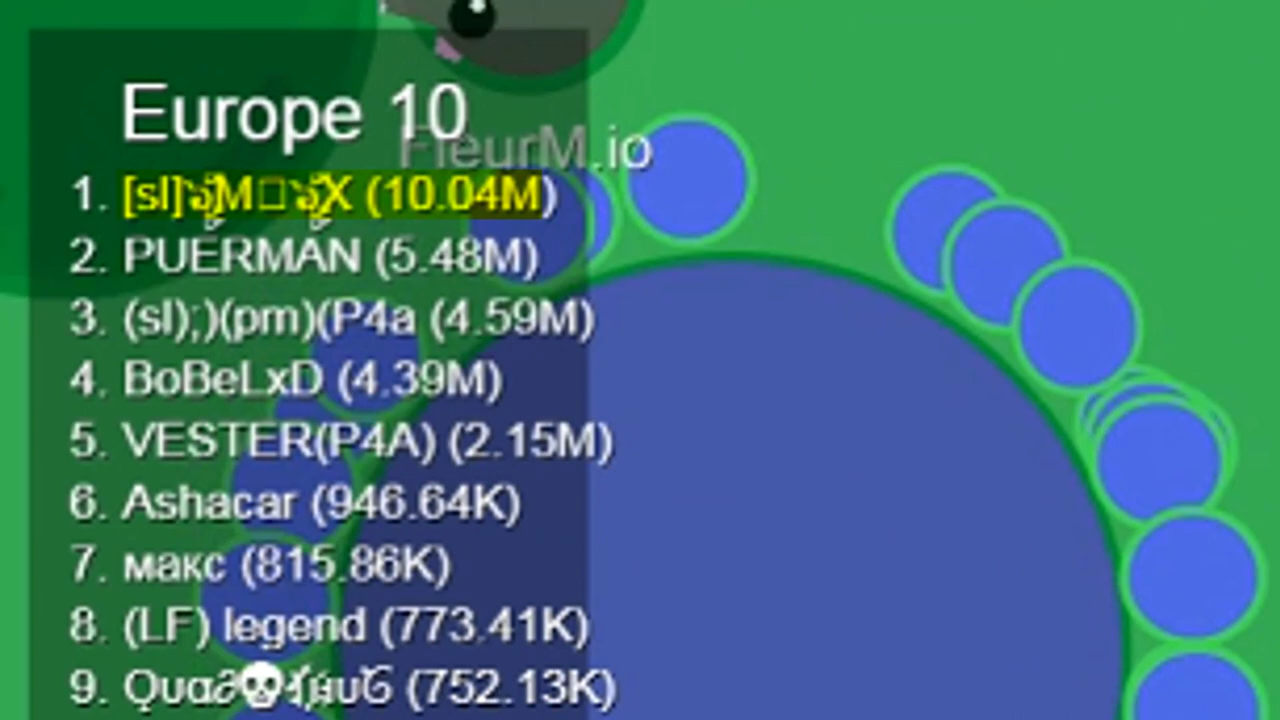 Europe 10
FleurM.io
1. (10.04M)
2. PUERMAN (5.48M)
3. (sl);)(pm)(P4a (4.59M)
4. BoBeLxD (4.39M)
5. VESTER(P4A) (2.15M)
6. Ashacar (946.64K)
7. макс (815.86K)
8. (LF) legend (773.41K)
9. (752.13K)